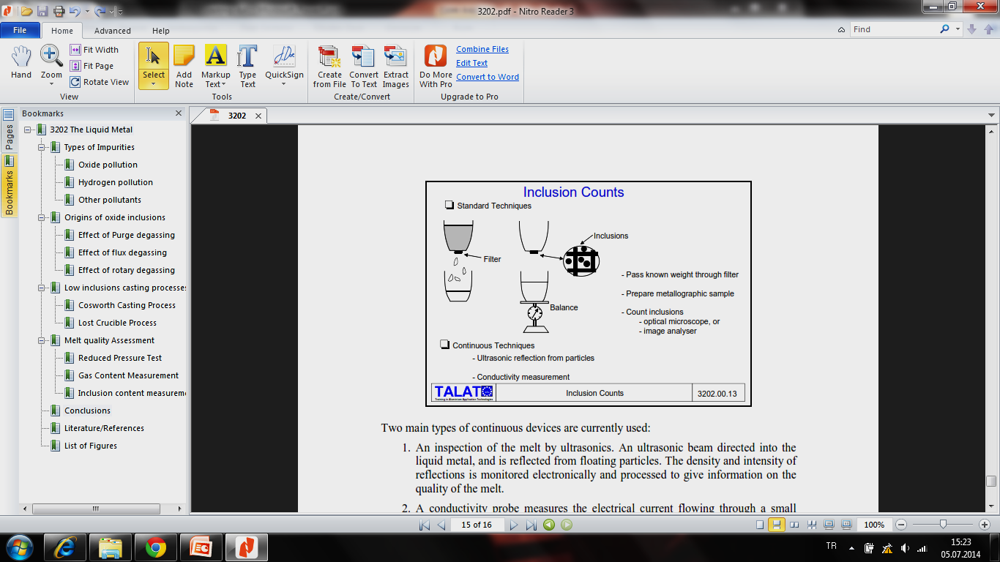 3202.pdf - Nitro Reader 3
File
Home
Advanced
Help
Find
Hand
Zoom
Fit Width
Fit Page
Rotate View
View
Select
Add Note
Markup Text
Type Text
QuickSign
Tools
Create from File
Convert To Text
Extract Images
Create/Convert
Do More With Pro
Combine Files
Edit Text
Convert to Word
Upgrade to Pro
Pages
Bookmarks
Bookmarks
3202 The Liquid Metal
Types of Impurities
Oxide pollution
Hydrogen pollution
Other pollutants
Origins of oxide inclusions
Effect of Purge degassing
Effect of flux degassing
Effect of rotary degassing
Low inclusions casting processes
Cosworth Casting Process
Lost Crucible Process
Melt quality Assessment
Reduced Pressure Test
Gas Content Measurement
Inclusion content measurem
Conclusions
Literature/References
List of Figures
3202
Inclusion Counts
Standard Techniques
Inclusions
Filter
Balance
- Pass known weight through filter
- Prepare metallographic sample
- Count inclusions
- optical microscope, or
- image analyser
Continuous Techniques
- Ultrasonic reflection from particles
- Conductivity measurement
TALAT
Training in Aluminium Application Technologies
Inclusion Counts
3202.00.13
Two main types of continuous devices are currently used:
1. An inspection of the melt by ultrasonics. An ultrasonic beam directed into the
liquid metal, and is reflected from floating particles. The density and intensity of
reflections is monitored electronically and processed to give information on the
quality of the melt.
2. A conductivity probe measures the electrical current flowing through a small
15 of 16
100%
TR
15:23
05.07.2014